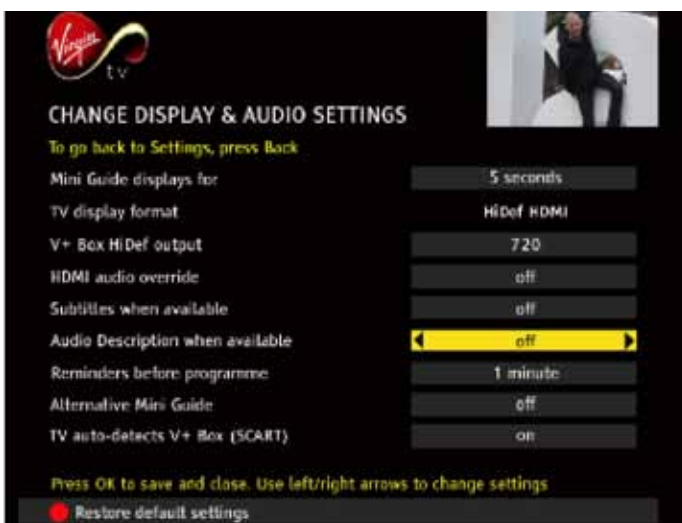 Virgin
tv
CHANGE DISPLAY & AUDIO SETTINGS
To go back to Settings, press Back
Mini Guide displays for 5 seconds
TV display format HiDef HDMI
V+ Box HiDef output 720
HDMI audio override off
Subtitles when available off
Audio Description when available off
Reminders before programme 1 minute
Alternative Mini Guide off
TV auto-detects V+ Box (SCART) on
Press OK to save and close. Use left/right arrows to change settings
Restore default settings